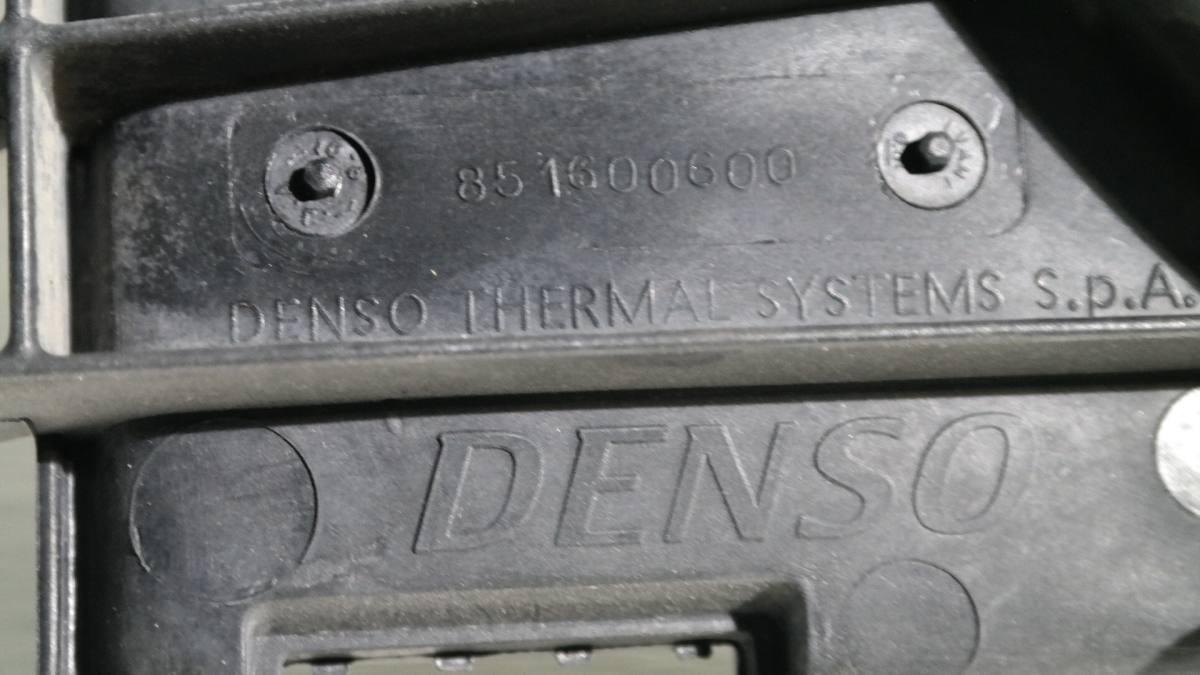 851600600
DENSO THERMAL SYSTEMS S.p.A.
DENSO